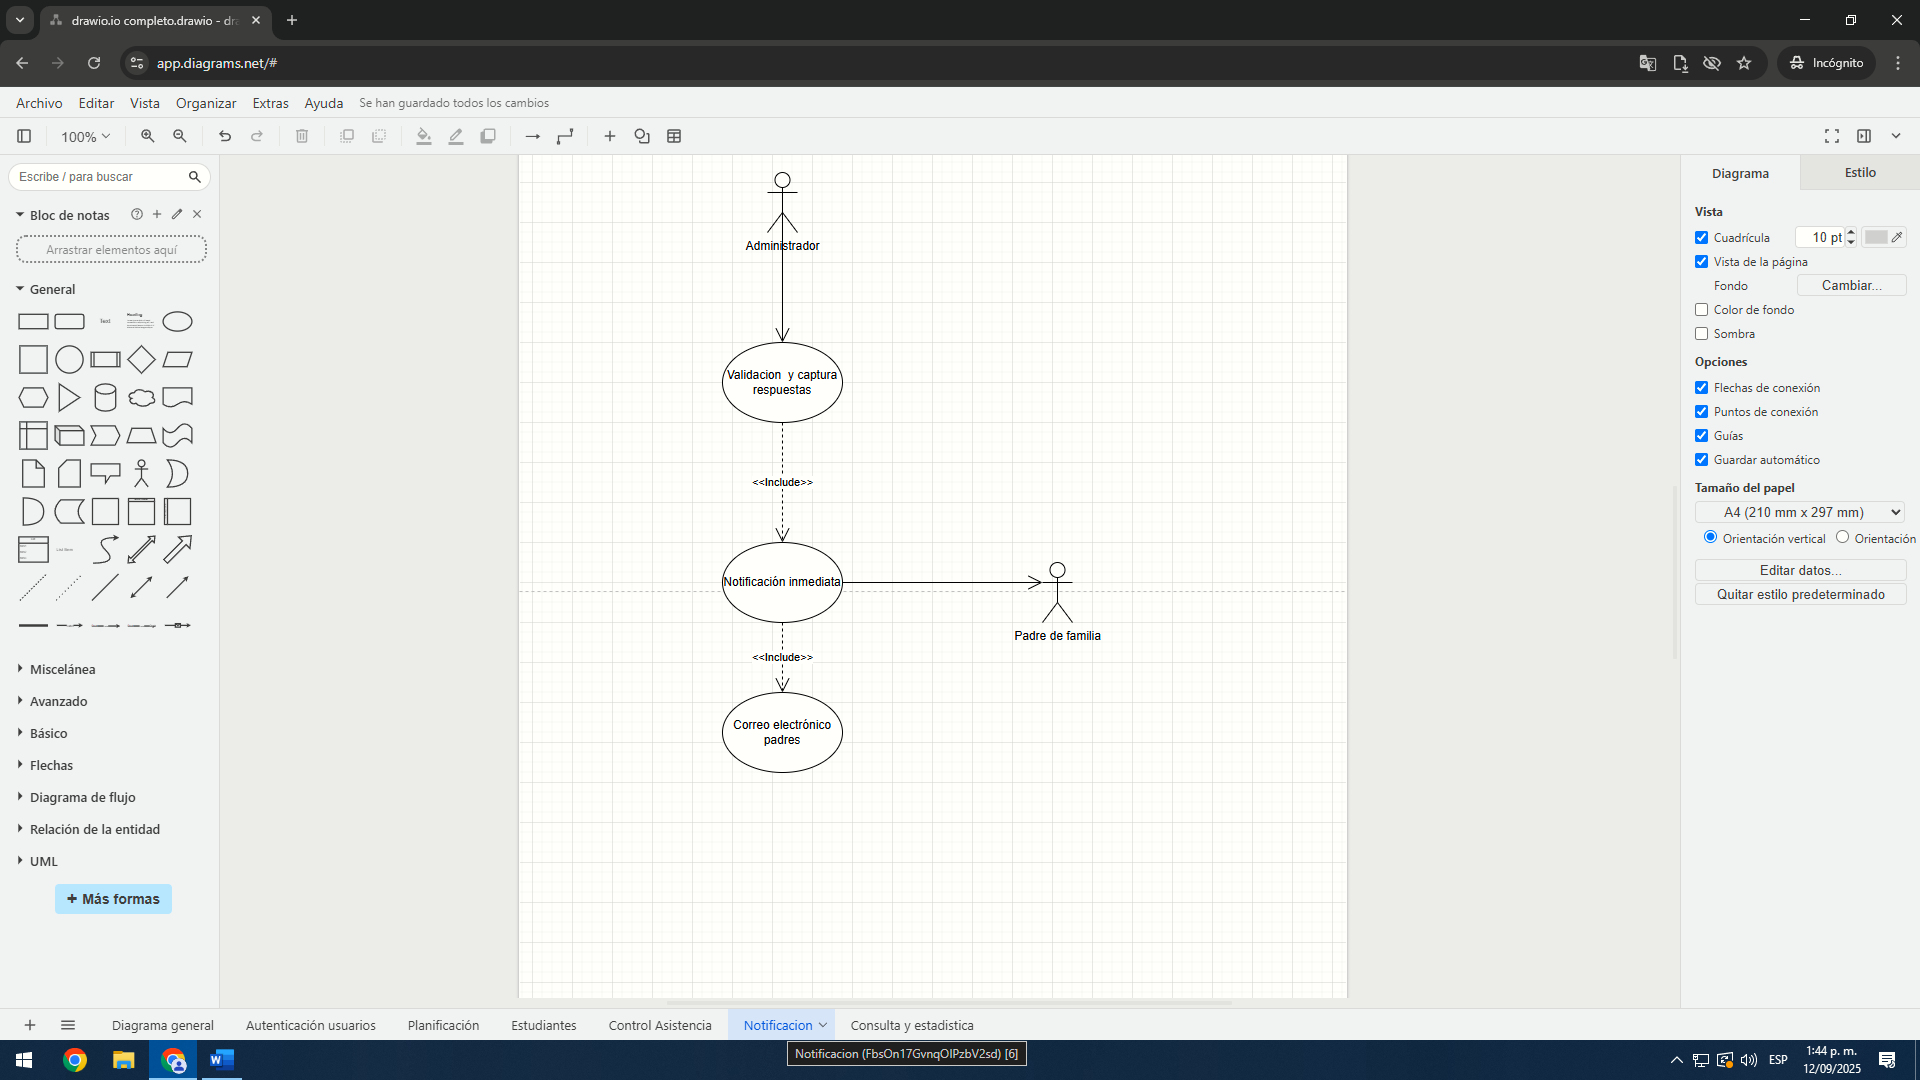 drawio.io completo.drawio - dra
app.diagrams.net/#
Incógnito
Archivo Editar Vista Organizar Extras Ayuda Se han guardado todos los cambios
100%
Escribe / para buscar
Bloc de notas
Arrastrar elementos aquí
General
Text
Heading
List Item
Miscelánea
Avanzado
Básico
Flechas
Diagrama de flujo
Relación de la entidad
UML
+ Más formas
Administrador
Validacion y captura
respuestas
<<Include>>
Notificación inmediata
Padre de familia
<<Include>>
Correo electrónico
padres
Diagrama Estilo
Vista
Cuadrícula 10 pt
Vista de la página
Fondo Cambiar...
Color de fondo
Sombra
Opciones
Flechas de conexión
Puntos de conexión
Guías
Guardar automático
Tamaño del papel
A4 (210 mm x 297 mm)
Orientación vertical Orientación
Editar datos...
Quitar estilo predeterminado
Diagrama general Autenticación usuarios Planificación Estudiantes Control Asistencia Notificacion Consulta y estadistica
Notificacion (FbsOn17GvnqOIPzbV2sd) [6]
ESP
1:44 p. m.
12/09/2025